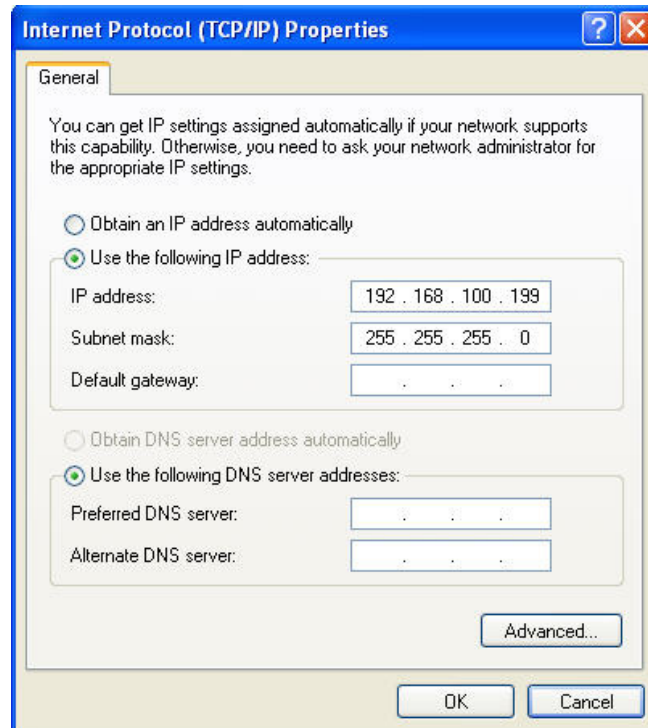 Internet Protocol (TCP/IP) Properties
General
You can get IP settings assigned automatically if your network supports
this capability. Otherwise, you need to ask your network administrator for
the appropriate IP settings.
Obtain an IP address automatically
Use the following IP address:
IP address: 192 . 168 . 100 . 199
Subnet mask: 255 . 255 . 255 . 0
Default gateway: . . .
Obtain DNS server address automatically
Use the following DNS server addresses:
Preferred DNS server: . . .
Alternate DNS server: . . .
Advanced...
OK Cancel